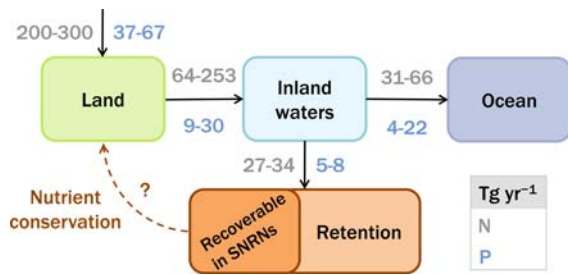 200-300 37-67
Land
64-253
9-30
Inland
waters
31-66
4-22
Ocean
27-34 5-8
Nutrient
conservation
?
Recoverable
in SNRNs
Retention
Tg yr⁻¹
N
P